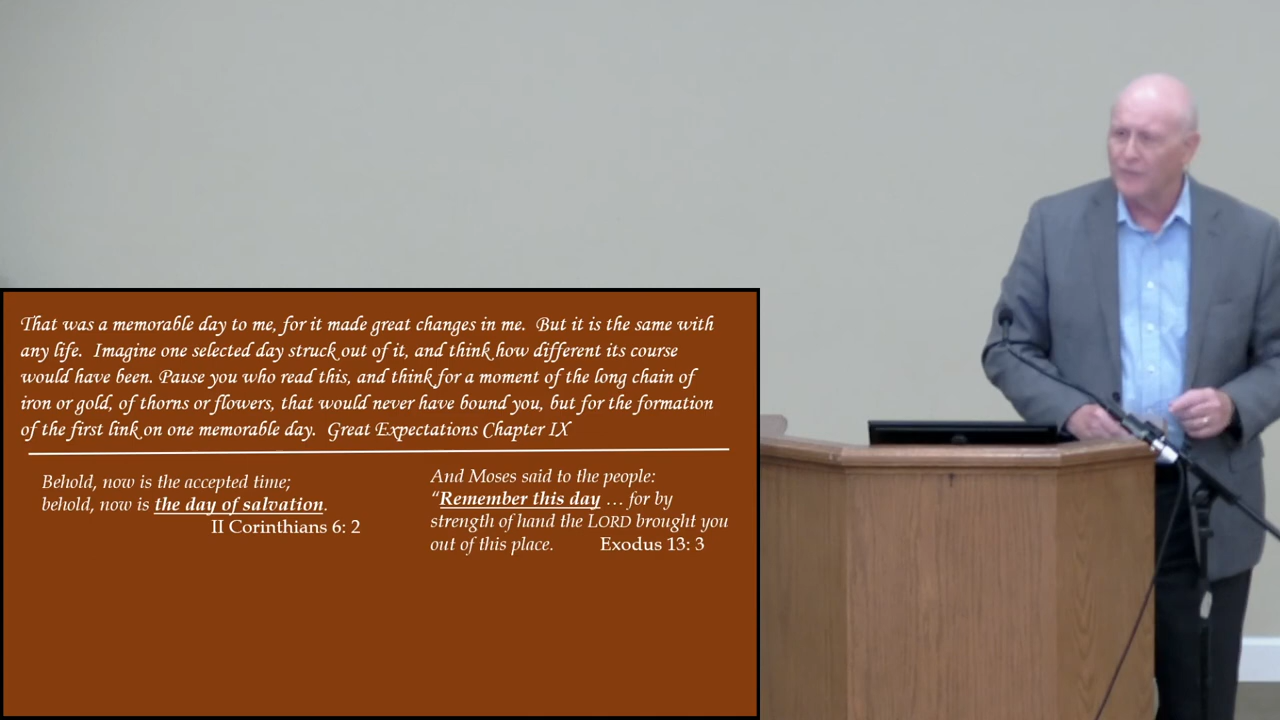 That was a memorable day to me, for it made great changes in me. But it is the same with
any life. Imagine one selected day struck out of it, and think how different its course
would have been. Pause you who read this, and think for a moment of the long chain of
iron or gold, of thorns or flowers, that would never have bound you, but for the formation
of the first link on one memorable day. Great Expectations Chapter IX
Behold, now is the accepted time;
behold, now is the day of salvation.
II Corinthians 6: 2
And Moses said to the people:
“Remember this day … for by
strength of hand the LORD brought you
out of this place. Exodus 13: 3